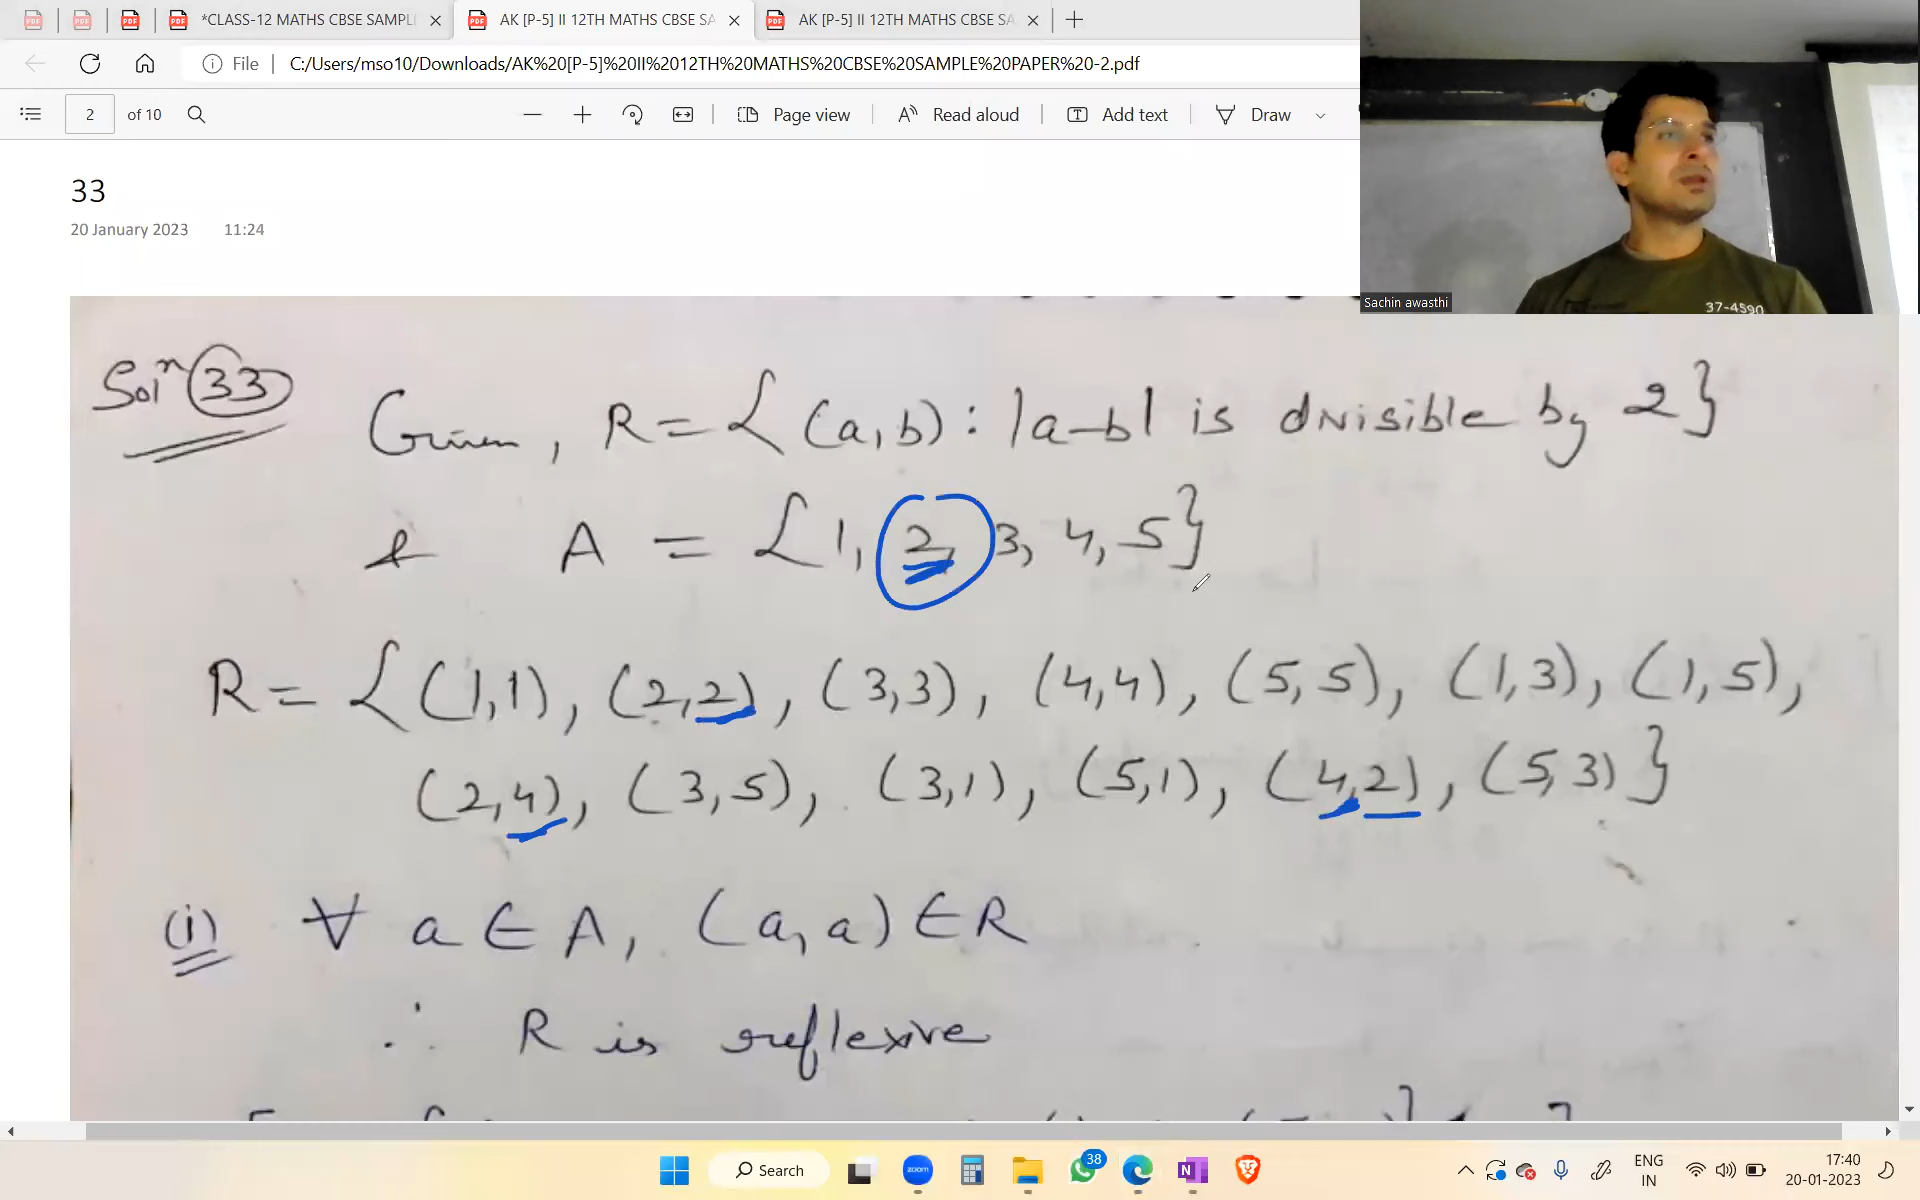 *CLASS-12 MATHS CBSE SAMPL
AK [P-5] II 12TH MATHS CBSE SA
AK [P-5] II 12TH MATHS CBSE SA
File
C:/Users/mso10/Downloads/AK%20[P-5]%20II%2012TH%20MATHS%20CBSE%20SAMPLE%20PAPER%20-2.pdf
2 of 10
Page view
Read aloud
Add text
Draw
37-4590
Sachin awasthi
33
20 January 2023 11:24
Solⁿ 33
Given, R = {(a,b) : |a-b| is divisible by 2}
& A = {1, 2, 3, 4, 5}
R = {(1,1), (2,2), (3,3), (4,4), (5,5), (1,3), (1,5),
(2,4), (3,5), (3,1), (5,1), (4,2), (5,3)}
(i) ∀ a ∈ A, (a,a) ∈ R
∴ R is reflexive
Search
zoom
38
N
ENG
IN
17:40
20-01-2023